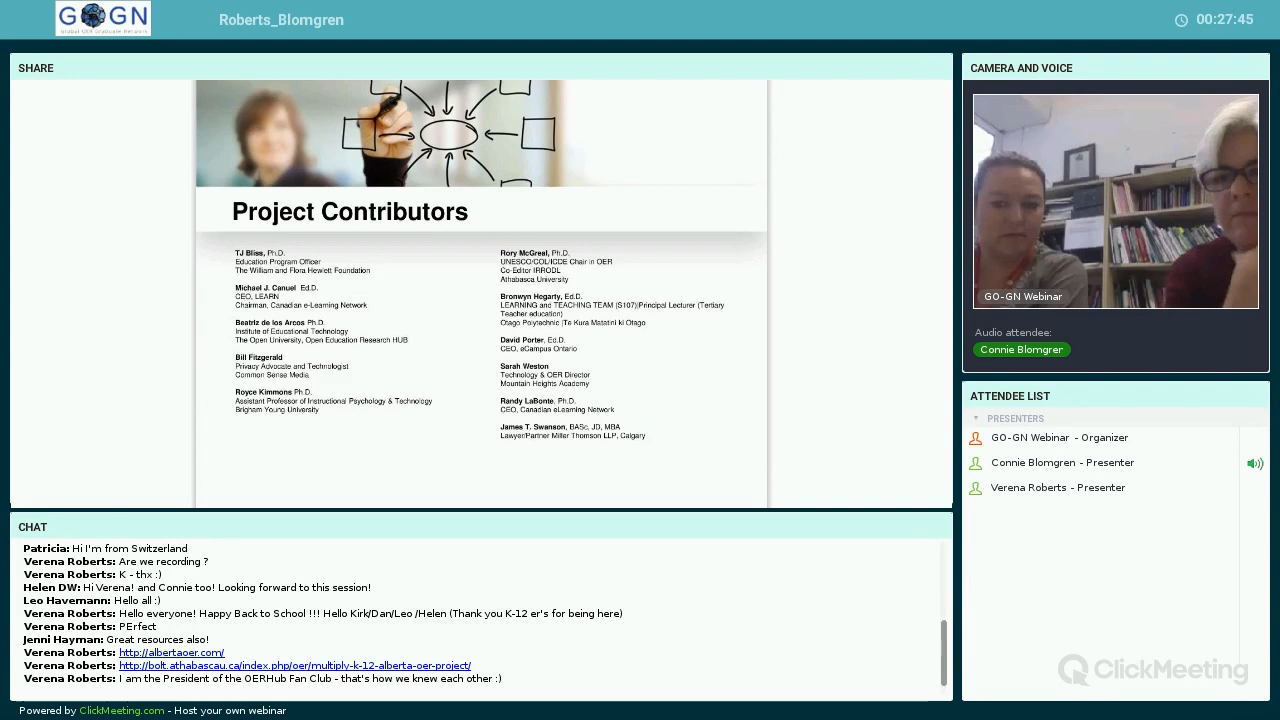 GOGN
Global OER Graduate Network
Roberts_Blomgren
00:27:45
SHARE
Project Contributors
TJ Bliss, Ph.D.
Education Program Officer
The William and Flora Hewlett Foundation
Michael J. Canuel Ed.D.
CEO, LEARN
Chairman, Canadian e-Learning Network
Beatriz de los Arcos Ph.D.
Institute of Educational Technology
The Open University, Open Education Research HUB
Bill Fitzgerald
Privacy Advocate and Technologist
Common Sense Media
Royce Kimmons Ph.D.
Assistant Professor of Instructional Psychology & Technology
Brigham Young University
Rory McGreal, Ph.D.
UNESCO/COL/ICDE Chair in OER
Co-Editor IRRODL
Athabasca University
Bronwyn Hegarty, Ed.D.
LEARNING and TEACHING TEAM (S107)|Principal Lecturer (Tertiary
Teacher education)
Otago Polytechnic |Te Kura Matatini ki Otago
David Porter, Ed.D.
CEO, eCampus Ontario
Sarah Weston
Technology & OER Director
Mountain Heights Academy
Randy LaBonte, Ph.D.
CEO, Canadian eLearning Network
James T. Swanson, BASc, JD, MBA
Lawyer/Partner Miller Thomson LLP, Calgary
CAMERA AND VOICE
GO-GN Webinar
Audio attendee:
Connie Blomgrer
ATTENDEE LIST
PRESENTERS
GO-GN Webinar - Organizer
Connie Blomgren - Presenter
Verena Roberts - Presenter
CHAT
Patricia: Hi I'm from Switzerland
Verena Roberts: Are we recording ?
Verena Roberts: K - thx :)
Helen DW: Hi Verena! and Connie too! Looking forward to this session!
Leo Havemann: Hello all :)
Verena Roberts: Hello everyone! Happy Back to School !!! Hello Kirk/Dan/Leo /Helen (Thank you K-12 er's for being here)
Verena Roberts: PErfect
Jenni Hayman: Great resources also!
Verena Roberts: http://albertaoer.com/
Verena Roberts: http://bolt.athabascau.ca/index.php/oer/multiply-k-12-alberta-oer-project/
Verena Roberts: I am the President of the OERHub Fan Club - that's how we knew each other :)
ClickMeeting
Powered by ClickMeeting.com - Host your own webinar